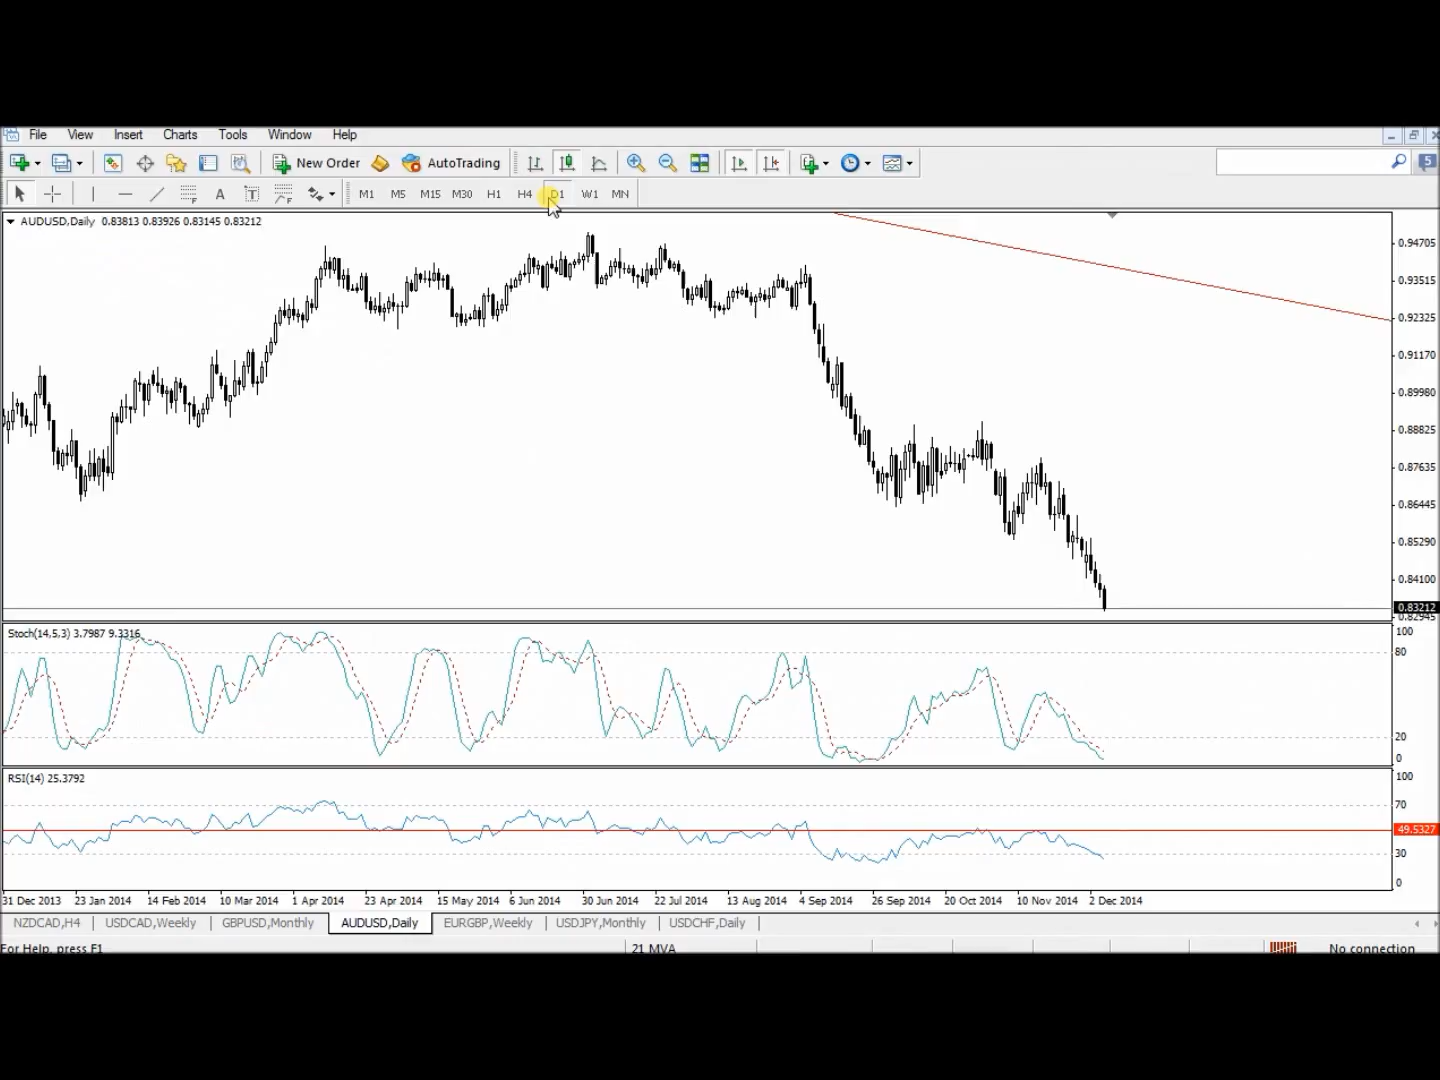 File View Insert Charts Tools Window Help
New Order AutoTrading 5
A T M1 M5 M15 M30 H1 H4 D1 W1 MN
AUDUSD,Daily 0.83813 0.83926 0.83145 0.83212
0.94705
0.93515
0.92325
0.91170
0.89980
0.88825
0.87635
0.86445
0.85290
0.84100
0.83212
0.82945
Stoch(14,5,3) 3.7987 9.3316
100
80
20
0
RSI(14) 25.3792
100
70
49.5327
30
0
31 Dec 2013 23 Jan 2014 14 Feb 2014 10 Mar 2014 1 Apr 2014 23 Apr 2014 15 May 2014 6 Jun 2014 30 Jun 2014 22 Jul 2014 13 Aug 2014 4 Sep 2014 26 Sep 2014 20 Oct 2014 10 Nov 2014 2 Dec 2014
NZDCAD,H4 USDCAD,Weekly GBPUSD,Monthly AUDUSD,Daily EURGBP,Weekly USDJPY,Monthly USDCHF,Daily
For Help, press F1 21 MVA No connection